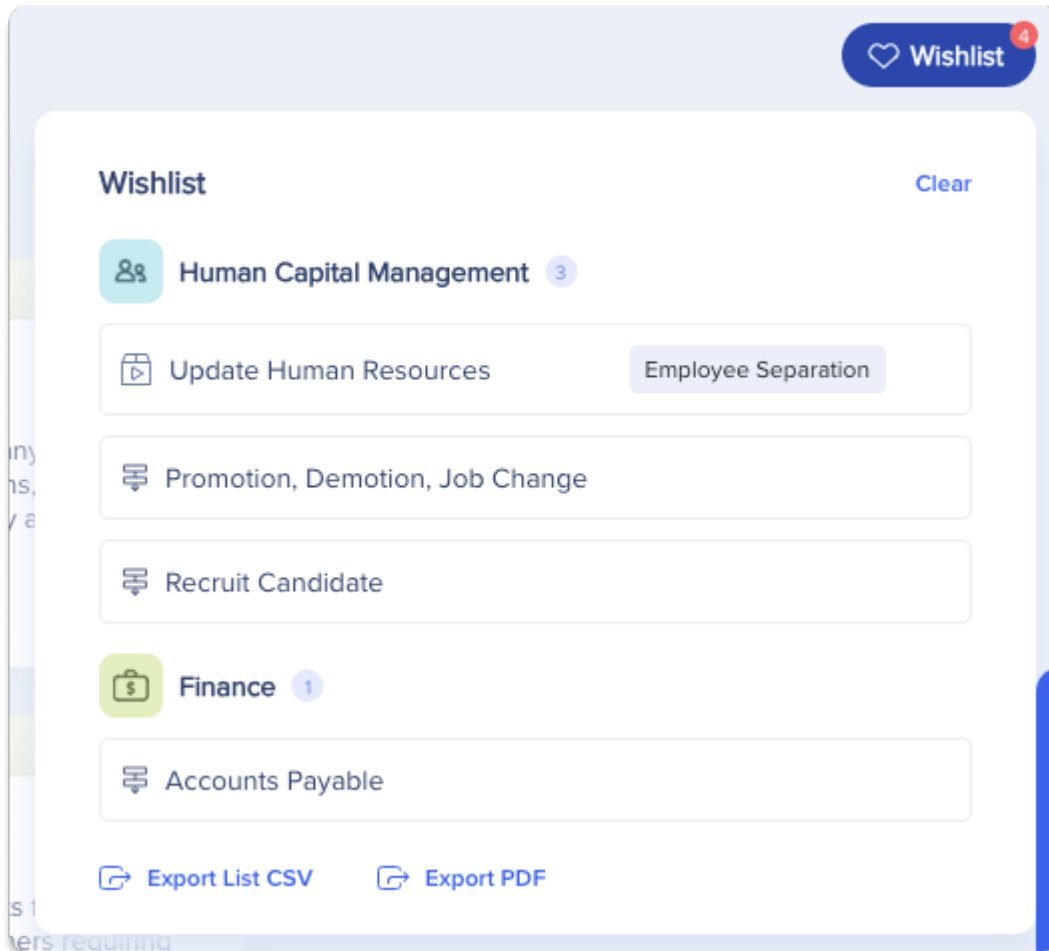 4
Wishlist
Wishlist
Clear
Human Capital Management 3
Update Human Resources
Employee Separation
Promotion, Demotion, Job Change
Recruit Candidate
Finance 1
$
Accounts Payable
Export List CSV
Export PDF
requiring